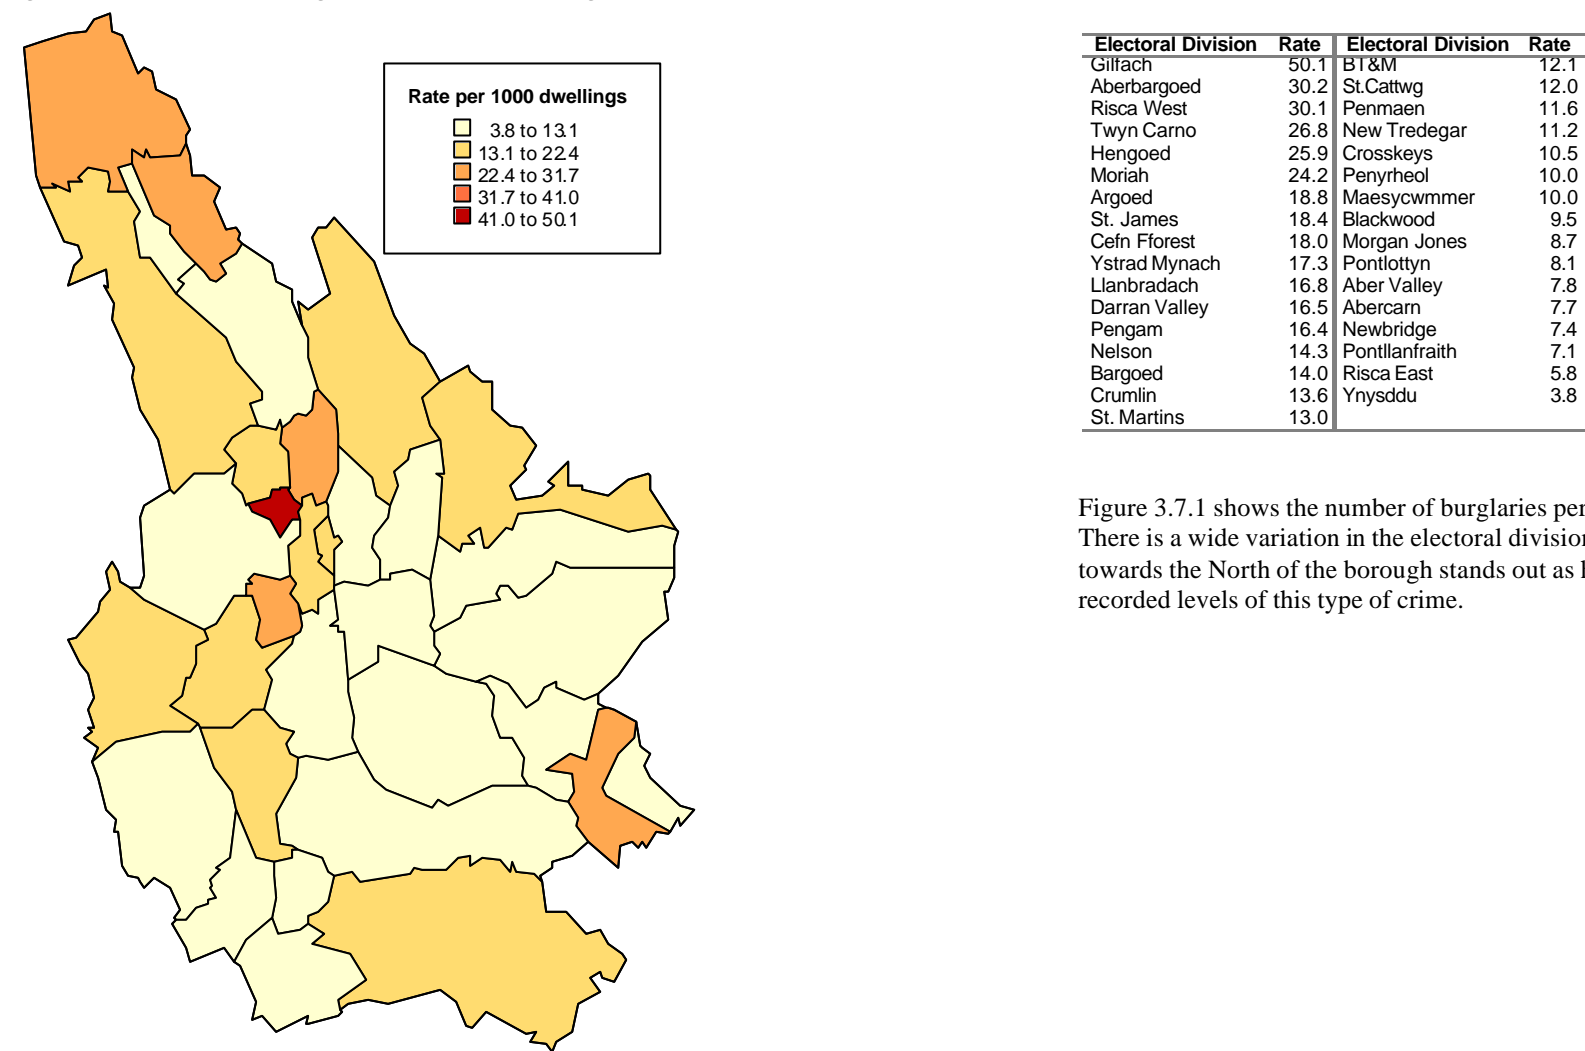 Rate per 1000 dwellings
3.8 to 13.1
13.1 to 22.4
22.4 to 31.7
31.7 to 41.0
41.0 to 50.1
Electoral Division Rate Electoral Division Rate
Gilfach 50.1 BT&M 12.1
Aberbargoed 30.2 St.Cattwg 12.0
Risca West 30.1 Penmaen 11.6
Twyn Carno 26.8 New Tredegar 11.2
Hengoed 25.9 Crosskeys 10.5
Moriah 24.2 Penyrheol 10.0
Argoed 18.8 Maesycwmmer 10.0
St. James 18.4 Blackwood 9.5
Cefn Fforest 18.0 Morgan Jones 8.7
Ystrad Mynach 17.3 Pontlottyn 8.1
Llanbradach 16.8 Aber Valley 7.8
Darran Valley 16.5 Abercarn 7.7
Pengam 16.4 Newbridge 7.4
Nelson 14.3 Pontllanfraith 7.1
Bargoed 14.0 Risca East 5.8
Crumlin 13.6 Ynysddu 3.8
St. Martins 13.0
Figure 3.7.1 shows the number of burglaries per
There is a wide variation in the electoral division
towards the North of the borough stands out as
recorded levels of this type of crime.